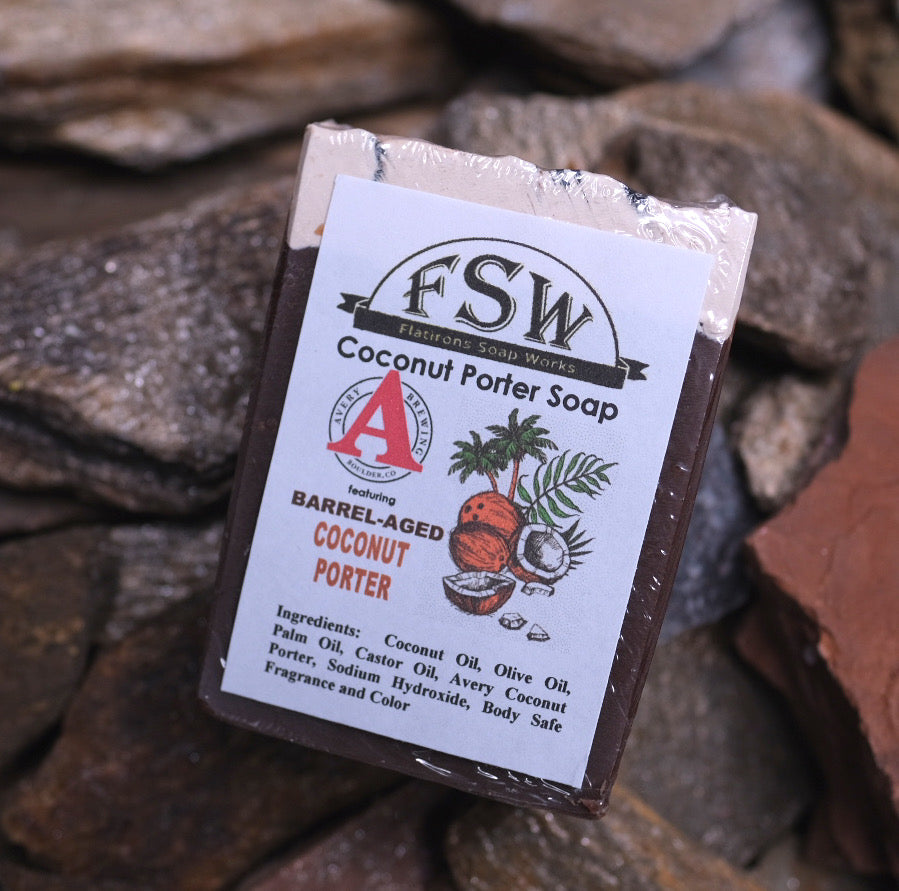 FSW
Flatirons Soap Works
Coconut Porter Soap
AVERY BREWING
A
BOULDER, CO
featuring
BARREL-AGED
COCONUT
PORTER
Ingredients: Coconut Oil, Olive Oil,
Palm Oil, Castor Oil, Avery Coconut
Porter, Sodium Hydroxide, Body Safe
Fragrance and Color